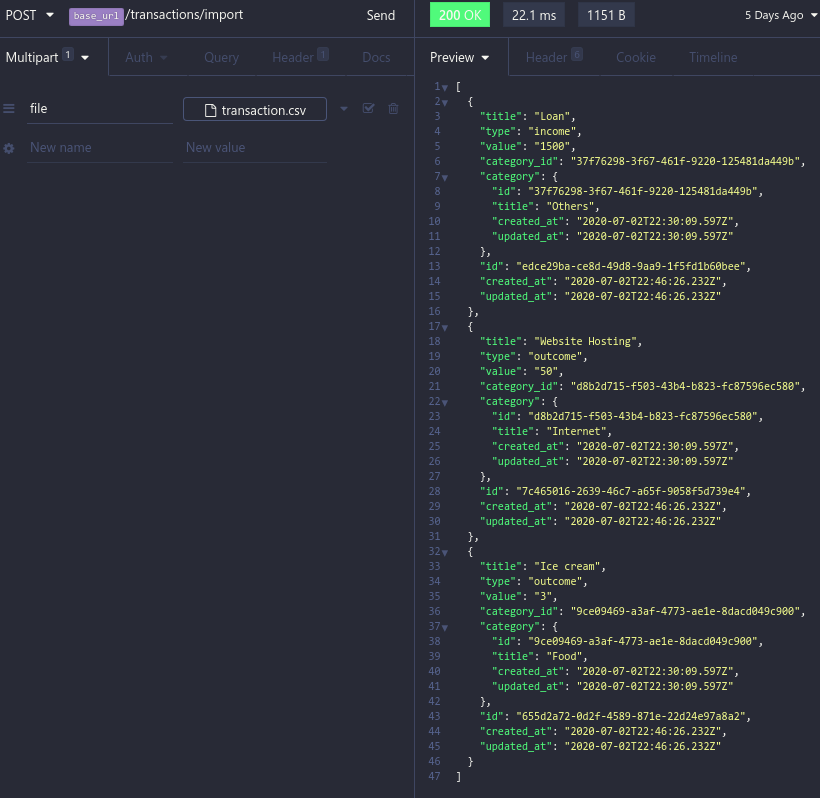 POST base_url /transactions/import Send
200 OK 22.1 ms 1151 B 5 Days Ago
Multipart 1 Auth Query Header 1 Docs
Preview Header 6 Cookie Timeline
file transaction.csv
New name New value
1 [
2 {
3 "title": "Loan",
4 "type": "income",
5 "value": "1500",
6 "category_id": "37f76298-3f67-461f-9220-125481da449b",
7 "category": {
8 "id": "37f76298-3f67-461f-9220-125481da449b",
9 "title": "Others",
10 "created_at": "2020-07-02T22:30:09.597Z",
11 "updated_at": "2020-07-02T22:30:09.597Z"
12 },
13 "id": "edce29ba-ce8d-49d8-9aa9-1f5fd1b60bee",
14 "created_at": "2020-07-02T22:46:26.232Z",
15 "updated_at": "2020-07-02T22:46:26.232Z"
16 },
17 {
18 "title": "Website Hosting",
19 "type": "outcome",
20 "value": "50",
21 "category_id": "d8b2d715-f503-43b4-b823-fc87596ec580",
22 "category": {
23 "id": "d8b2d715-f503-43b4-b823-fc87596ec580",
24 "title": "Internet",
25 "created_at": "2020-07-02T22:30:09.597Z",
26 "updated_at": "2020-07-02T22:30:09.597Z"
27 },
28 "id": "7c465016-2639-46c7-a65f-9058f5d739e4",
29 "created_at": "2020-07-02T22:46:26.232Z",
30 "updated_at": "2020-07-02T22:46:26.232Z"
31 },
32 {
33 "title": "Ice cream",
34 "type": "outcome",
35 "value": "3",
36 "category_id": "9ce09469-a3af-4773-ae1e-8dacd049c900",
37 "category": {
38 "id": "9ce09469-a3af-4773-ae1e-8dacd049c900",
39 "title": "Food",
40 "created_at": "2020-07-02T22:30:09.597Z",
41 "updated_at": "2020-07-02T22:30:09.597Z"
42 },
43 "id": "655d2a72-0d2f-4589-871e-22d24e97a8a2",
44 "created_at": "2020-07-02T22:46:26.232Z",
45 "updated_at": "2020-07-02T22:46:26.232Z"
46 }
47 ]